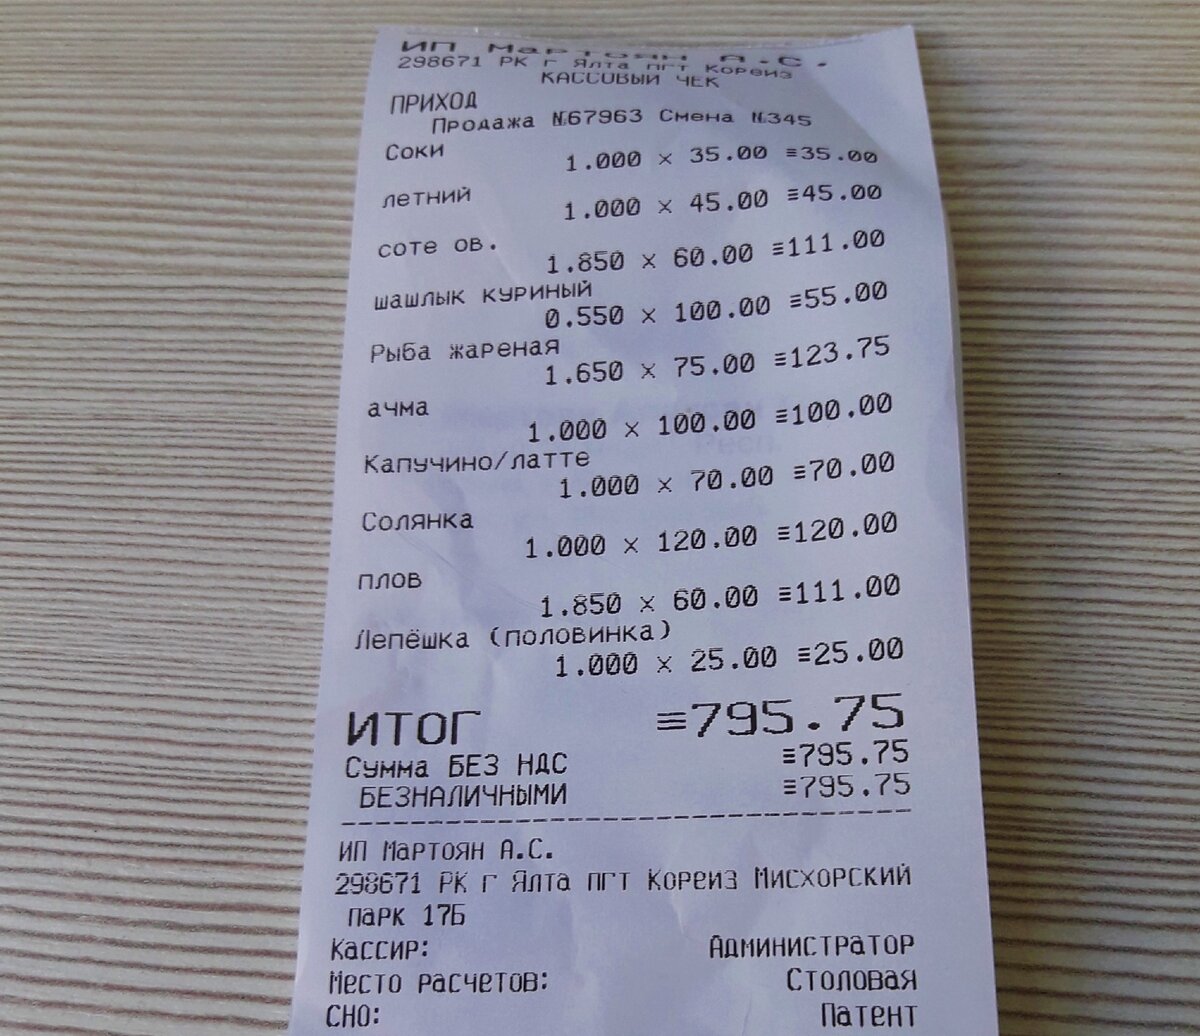 ИП Мартоян А.С.
298671 РК г Ялта пгт Кореиз
КАССОВЫЙ ЧЕК
ПРИХОД
Продажа №67963 Смена №345
Соки
1.000 × 35.00 ≡35.00
летний
1.000 × 45.00 ≡45.00
соте ов.
1.850 × 60.00 ≡111.00
шашлык куриный
0.550 × 100.00 ≡55.00
Рыба жареная
1.650 × 75.00 ≡123.75
ачма
1.000 × 100.00 ≡100.00
Капучино/латте
1.000 × 70.00 ≡70.00
Солянка
1.000 × 120.00 ≡120.00
плов
1.850 × 60.00 ≡111.00
Лепёшка (половинка)
1.000 × 25.00 ≡25.00
ИТОГ ≡795.75
Сумма БЕЗ НДС ≡795.75
БЕЗНАЛИЧНЫМИ ≡795.75
ИП Мартоян А.С.
298671 РК г Ялта пгт Кореиз Мисхорский
парк 17Б
Кассир: Администратор
Место расчетов: Столовая
СНО: Патент